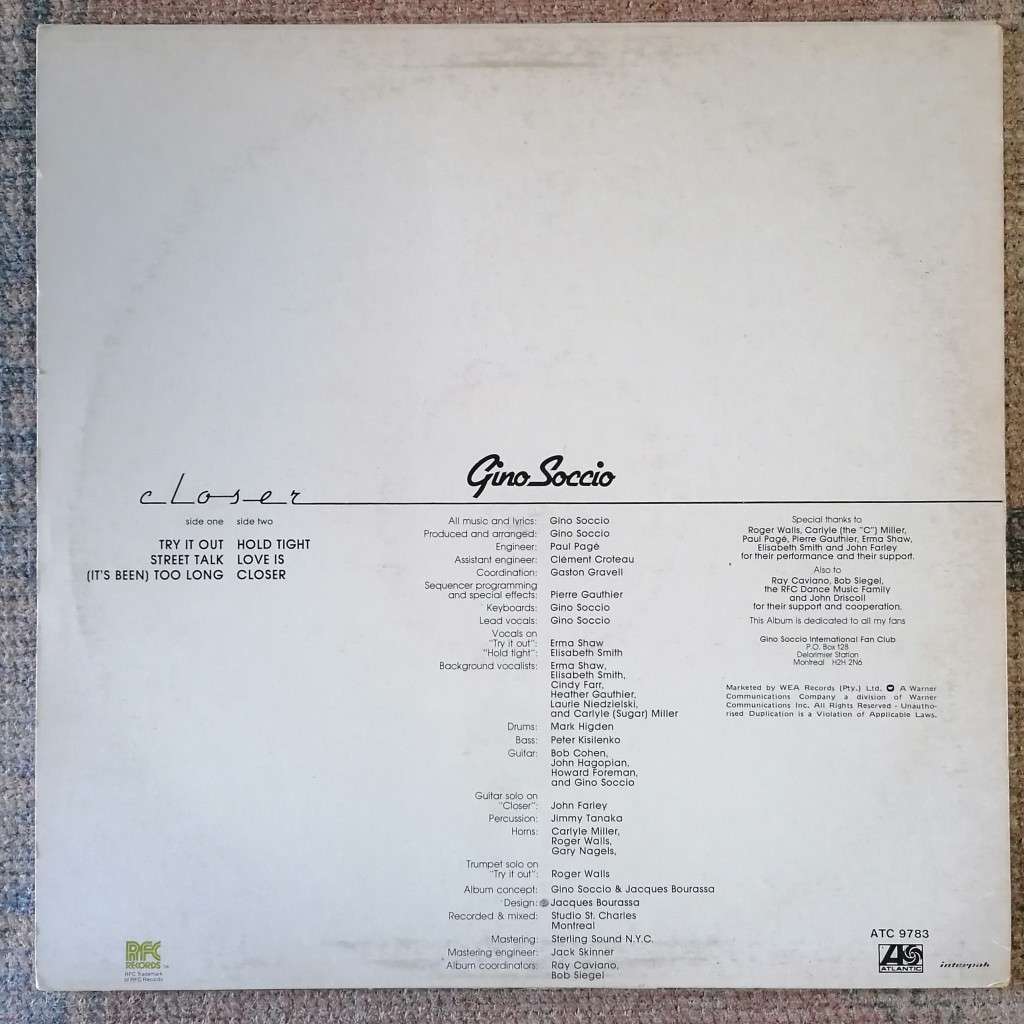 Gino Soccio
closer
side one side two
TRY IT OUT HOLD TIGHT
STREET TALK LOVE IS
(IT'S BEEN) TOO LONG CLOSER
All music and lyrics: Gino Soccio
Produced and arranged: Gino Soccio
Engineer: Paul Pagé
Assistant engineer: Clément Croteau
Coordination: Gaston Gravell
Sequencer programming
and special effects: Pierre Gauthier
Keyboards: Gino Soccio
Lead vocals: Gino Soccio
Vocals on
"Try it out": Erma Shaw
"Hold tight": Elisabeth Smith
Background vocalists: Erma Shaw,
Elisabeth Smith,
Cindy Farr,
Heather Gauthier,
Laurie Niedzielski,
and Carlyle (Sugar) Miller
Drums: Mark Higden
Bass: Peter Kisilenko
Guitar: Bob Cohen,
John Hagopian,
Howard Foreman,
and Gino Soccio
Guitar solo on
"Closer": John Farley
Percussion: Jimmy Tanaka
Horns: Carlyle Miller,
Roger Walls,
Gary Nagels,
Trumpet solo on
"Try it out": Roger Walls
Album concept: Gino Soccio & Jacques Bourassa
Design: Jacques Bourassa
Recorded & mixed: Studio St. Charles
Montreal
Mastering: Sterling Sound N.Y.C.
Mastering engineer: Jack Skinner
Album coordinators: Ray Caviano,
Bob Siegel
Special thanks to
Roger Walls, Carlyle (the "C") Miller,
Paul Pagé, Pierre Gauthier, Erma Shaw,
Elisabeth Smith and John Farley
for their performance and their support.
Also to
Ray Caviano, Bob Siegel,
the RFC Dance Music Family
and John Driscoll
for their support and cooperation.
This Album is dedicated to all my fans
Gino Soccio International Fan Club
P.O. Box 128
Delorimier Station
Montreal H2H 2N6
Marketed by WEA Records (Pty.) Ltd. A Warner
Communications Company a division of Warner
Communications Inc. All Rights Reserved - Unautho-
rised Duplication is a Violation of Applicable Laws.
RFC
RECORDS™
RFC Trademark
of RFC Records
ATC 9783
ATLANTIC
interpak